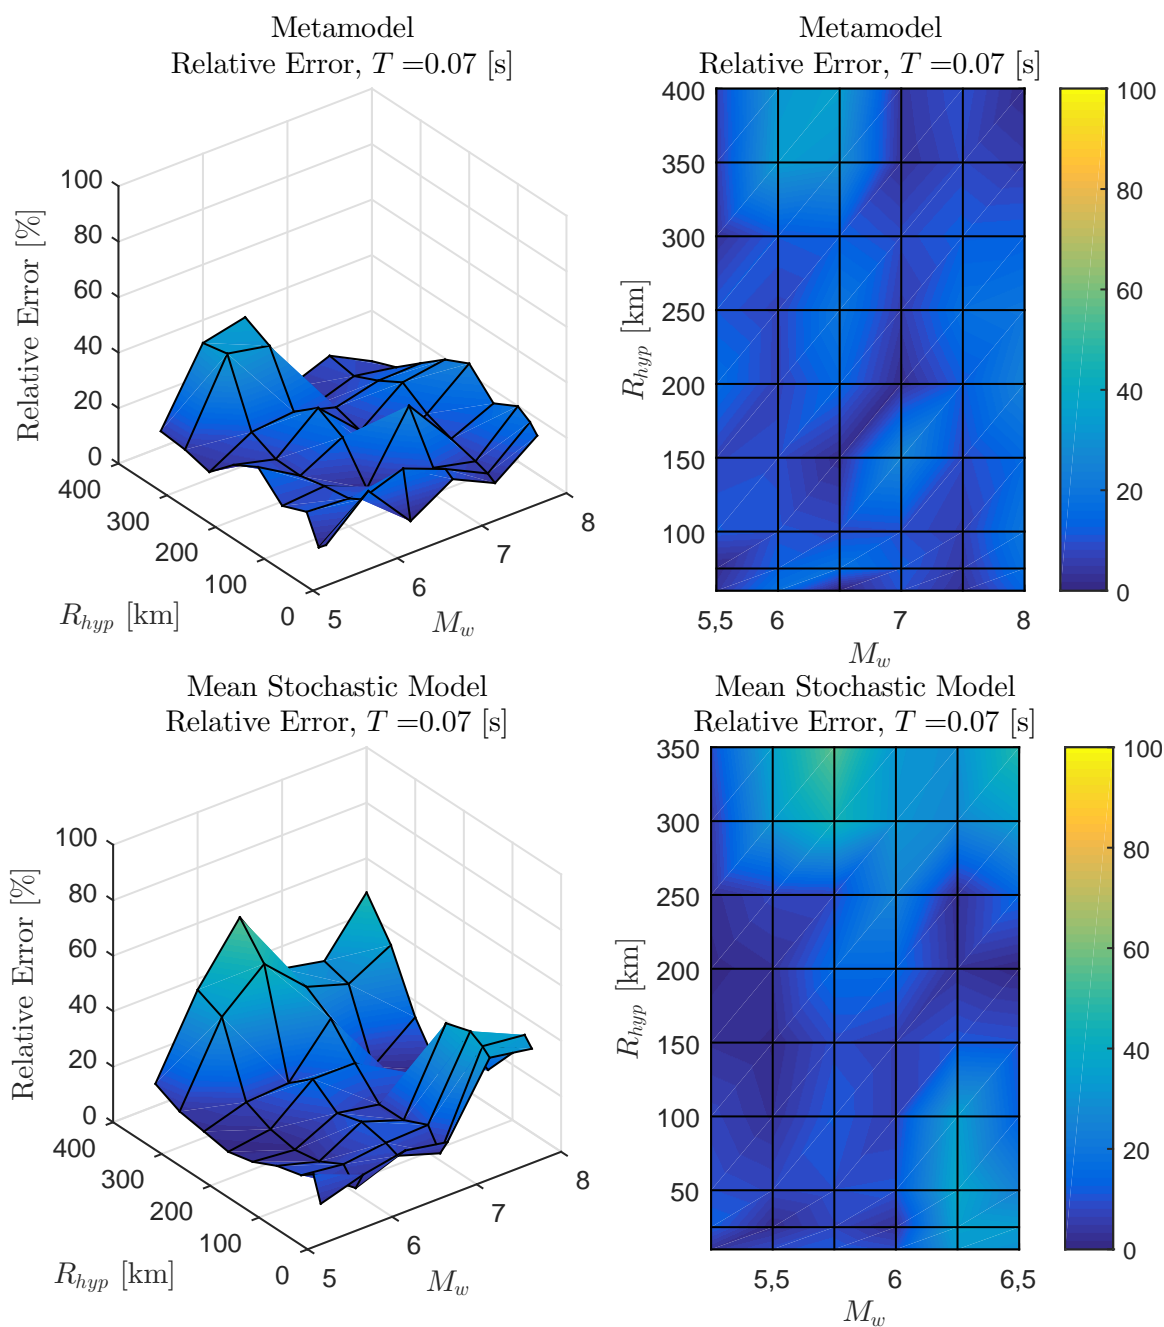 Metamodel
Relative Error, T =0.07 [s]
100
80
60
40
20
0
Relative Error [%]
400
300
200
100
0
R_hyp [km]
5
6
7
8
M_w
Metamodel
Relative Error, T =0.07 [s]
400
350
300
250
200
150
100
R_hyp [km]
5,5 6 7 8
M_w
100
80
60
40
20
0
Mean Stochastic Model
Relative Error, T =0.07 [s]
100
80
60
40
20
0
Relative Error [%]
400
300
200
100
0
R_hyp [km]
5
6
7
8
M_w
Mean Stochastic Model
Relative Error, T =0.07 [s]
350
300
250
200
150
100
50
R_hyp [km]
5,5 6 6,5
M_w
100
80
60
40
20
0